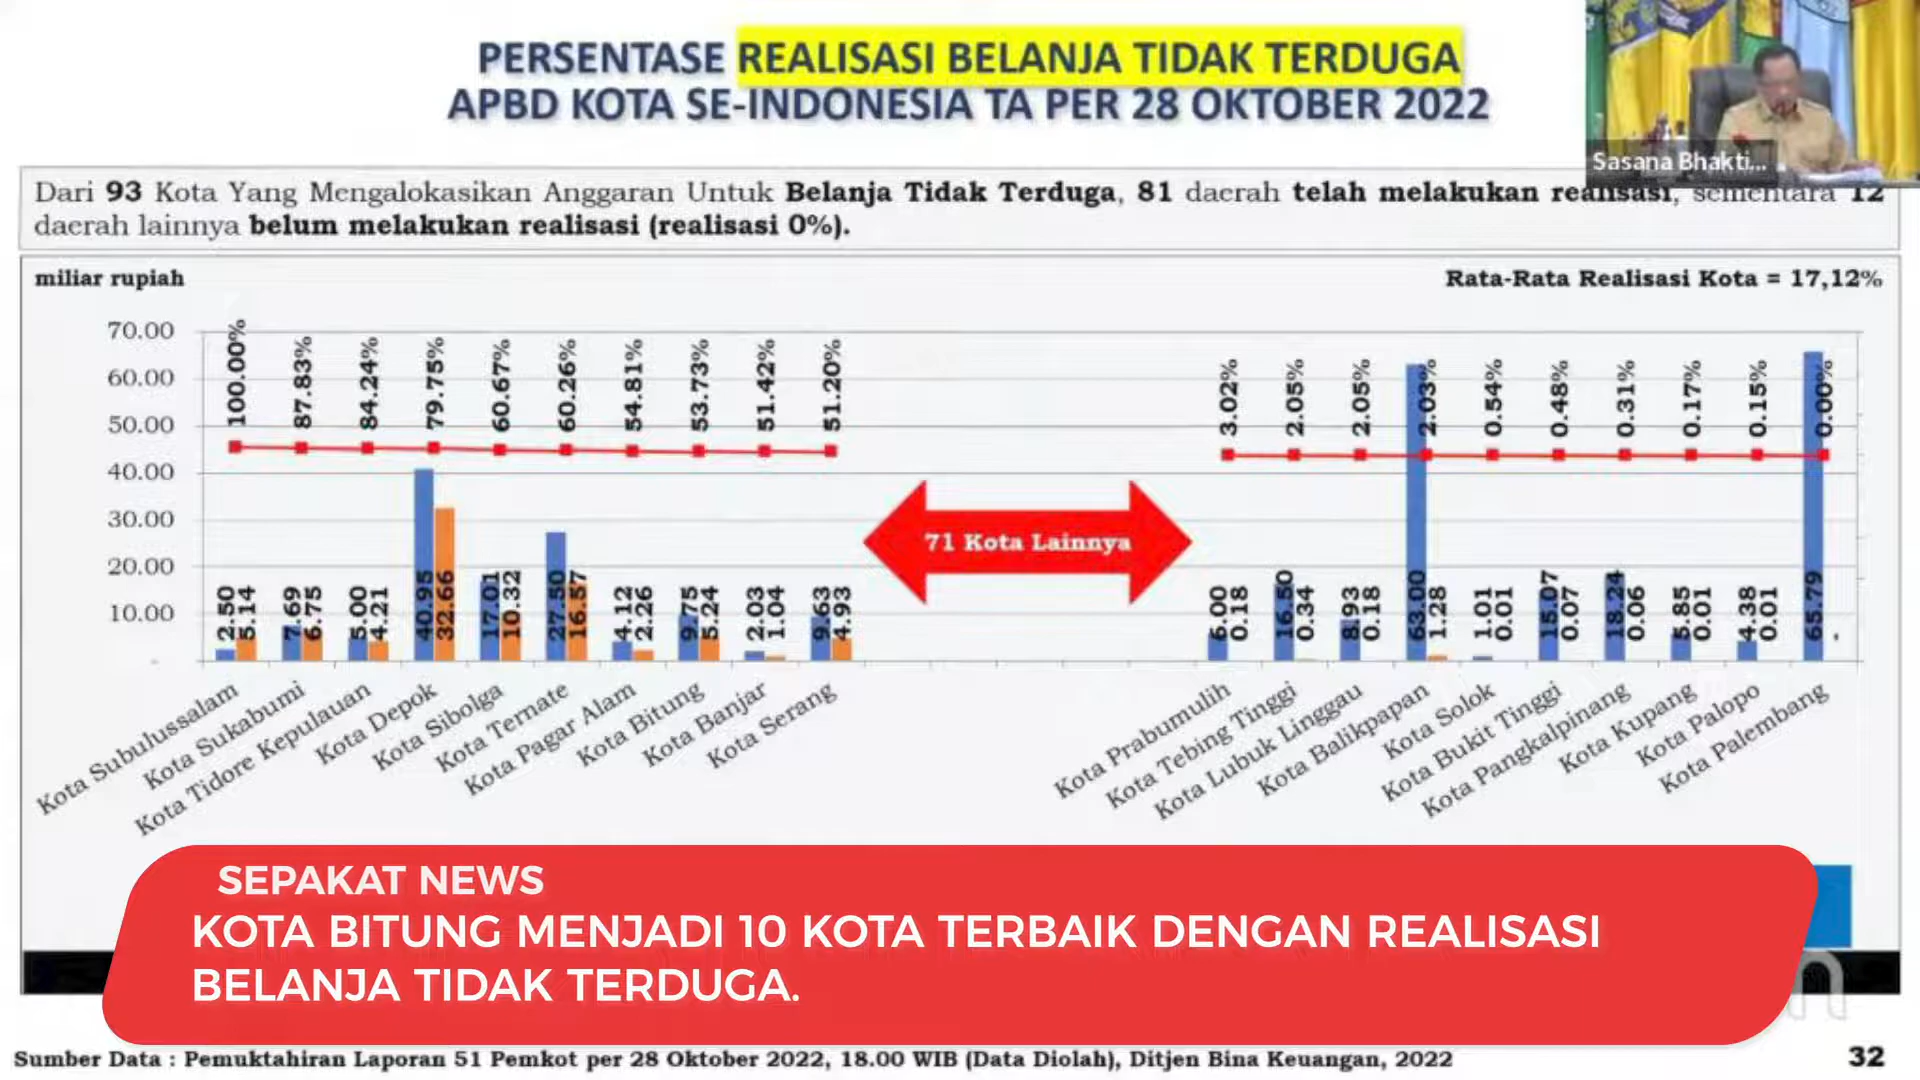 PERSENTASE REALISASI BELANJA TIDAK TERDUGA
APBD KOTA SE-INDONESIA TA PER 28 OKTOBER 2022
Sasana Bhakti...
Dari 93 Kota Yang Mengalokasikan Anggaran Untuk Belanja Tidak Terduga, 81 daerah telah melakukan realisasi, sementara 12
daerah lainnya belum melakukan realisasi (realisasi 0%).
miliar rupiah
Rata-Rata Realisasi Kota = 17,12%
70.00
60.00
50.00
40.00
30.00
20.00
10.00
-
100.00%
87.83%
84.24%
79.75%
60.67%
60.26%
54.81%
53.73%
51.42%
51.20%
3.02%
2.05%
2.05%
2.03%
0.54%
0.48%
0.31%
0.17%
0.15%
0.00%
71 Kota Lainnya
2.50
5.14
7.69
6.75
5.00
4.21
40.95
32.66
17.01
10.32
27.50
16.57
4.12
2.26
9.75
5.24
2.03
1.04
9.63
4.93
6.00
0.18
16.50
0.34
8.93
0.18
63.00
1.28
1.01
0.01
15.07
0.07
18.24
0.06
5.85
0.01
4.38
0.01
65.79
-
Kota Subulussalam
Kota Sukabumi
Kota Tidore Kepulauan
Kota Depok
Kota Sibolga
Kota Ternate
Kota Pagar Alam
Kota Bitung
Kota Banjar
Kota Serang
Kota Prabumulih
Kota Tebing Tinggi
Kota Lubuk Linggau
Kota Balikpapan
Kota Solok
Kota Bukit Tinggi
Kota Pangkalpinang
Kota Kupang
Kota Palopo
Kota Palembang
SEPAKAT NEWS
KOTA BITUNG MENJADI 10 KOTA TERBAIK DENGAN REALISASI
BELANJA TIDAK TERDUGA.
Sumber Data : Pemuktahiran Laporan 51 Pemkot per 28 Oktober 2022, 18.00 WIB (Data Diolah), Ditjen Bina Keuangan, 2022
32